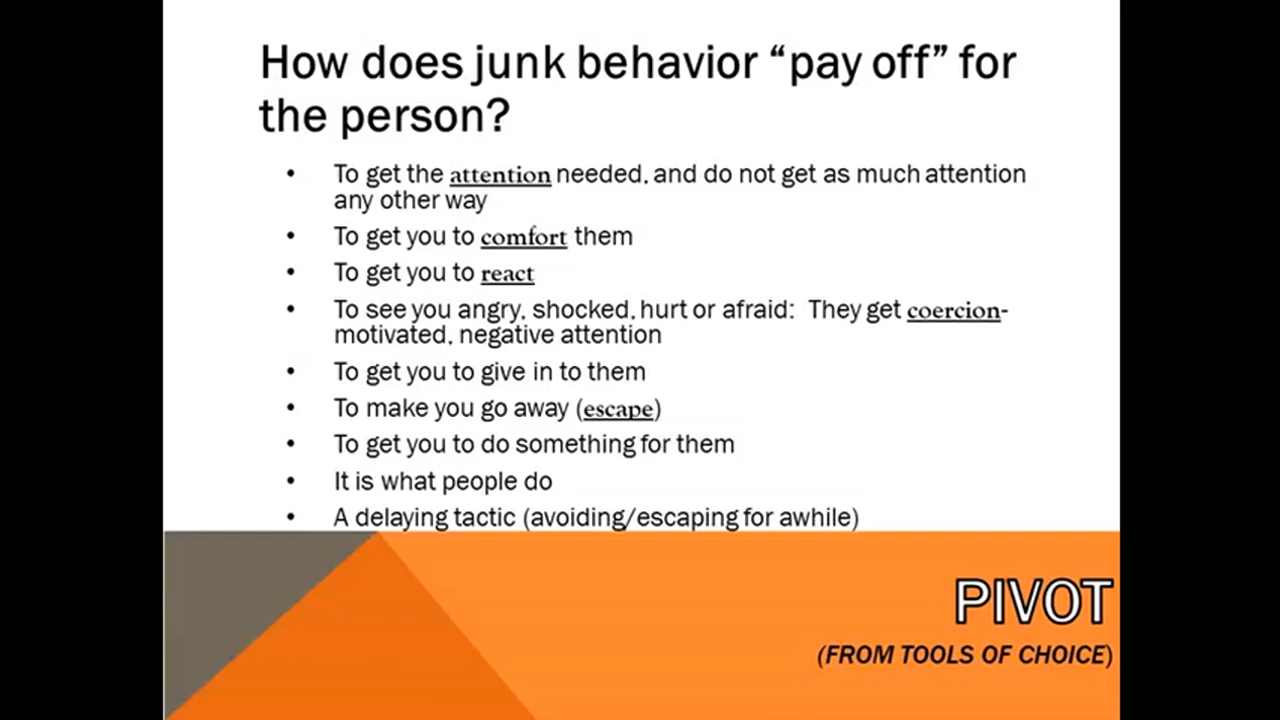 How does junk behavior “pay off” for
the person?
• To get the attention needed, and do not get as much attention
any other way
• To get you to comfort them
• To get you to react
• To see you angry, shocked, hurt or afraid: They get coercion-
motivated, negative attention
• To get you to give in to them
• To make you go away (escape)
• To get you to do something for them
• It is what people do
• A delaying tactic (avoiding/escaping for awhile)
PIVOT
(FROM TOOLS OF CHOICE)